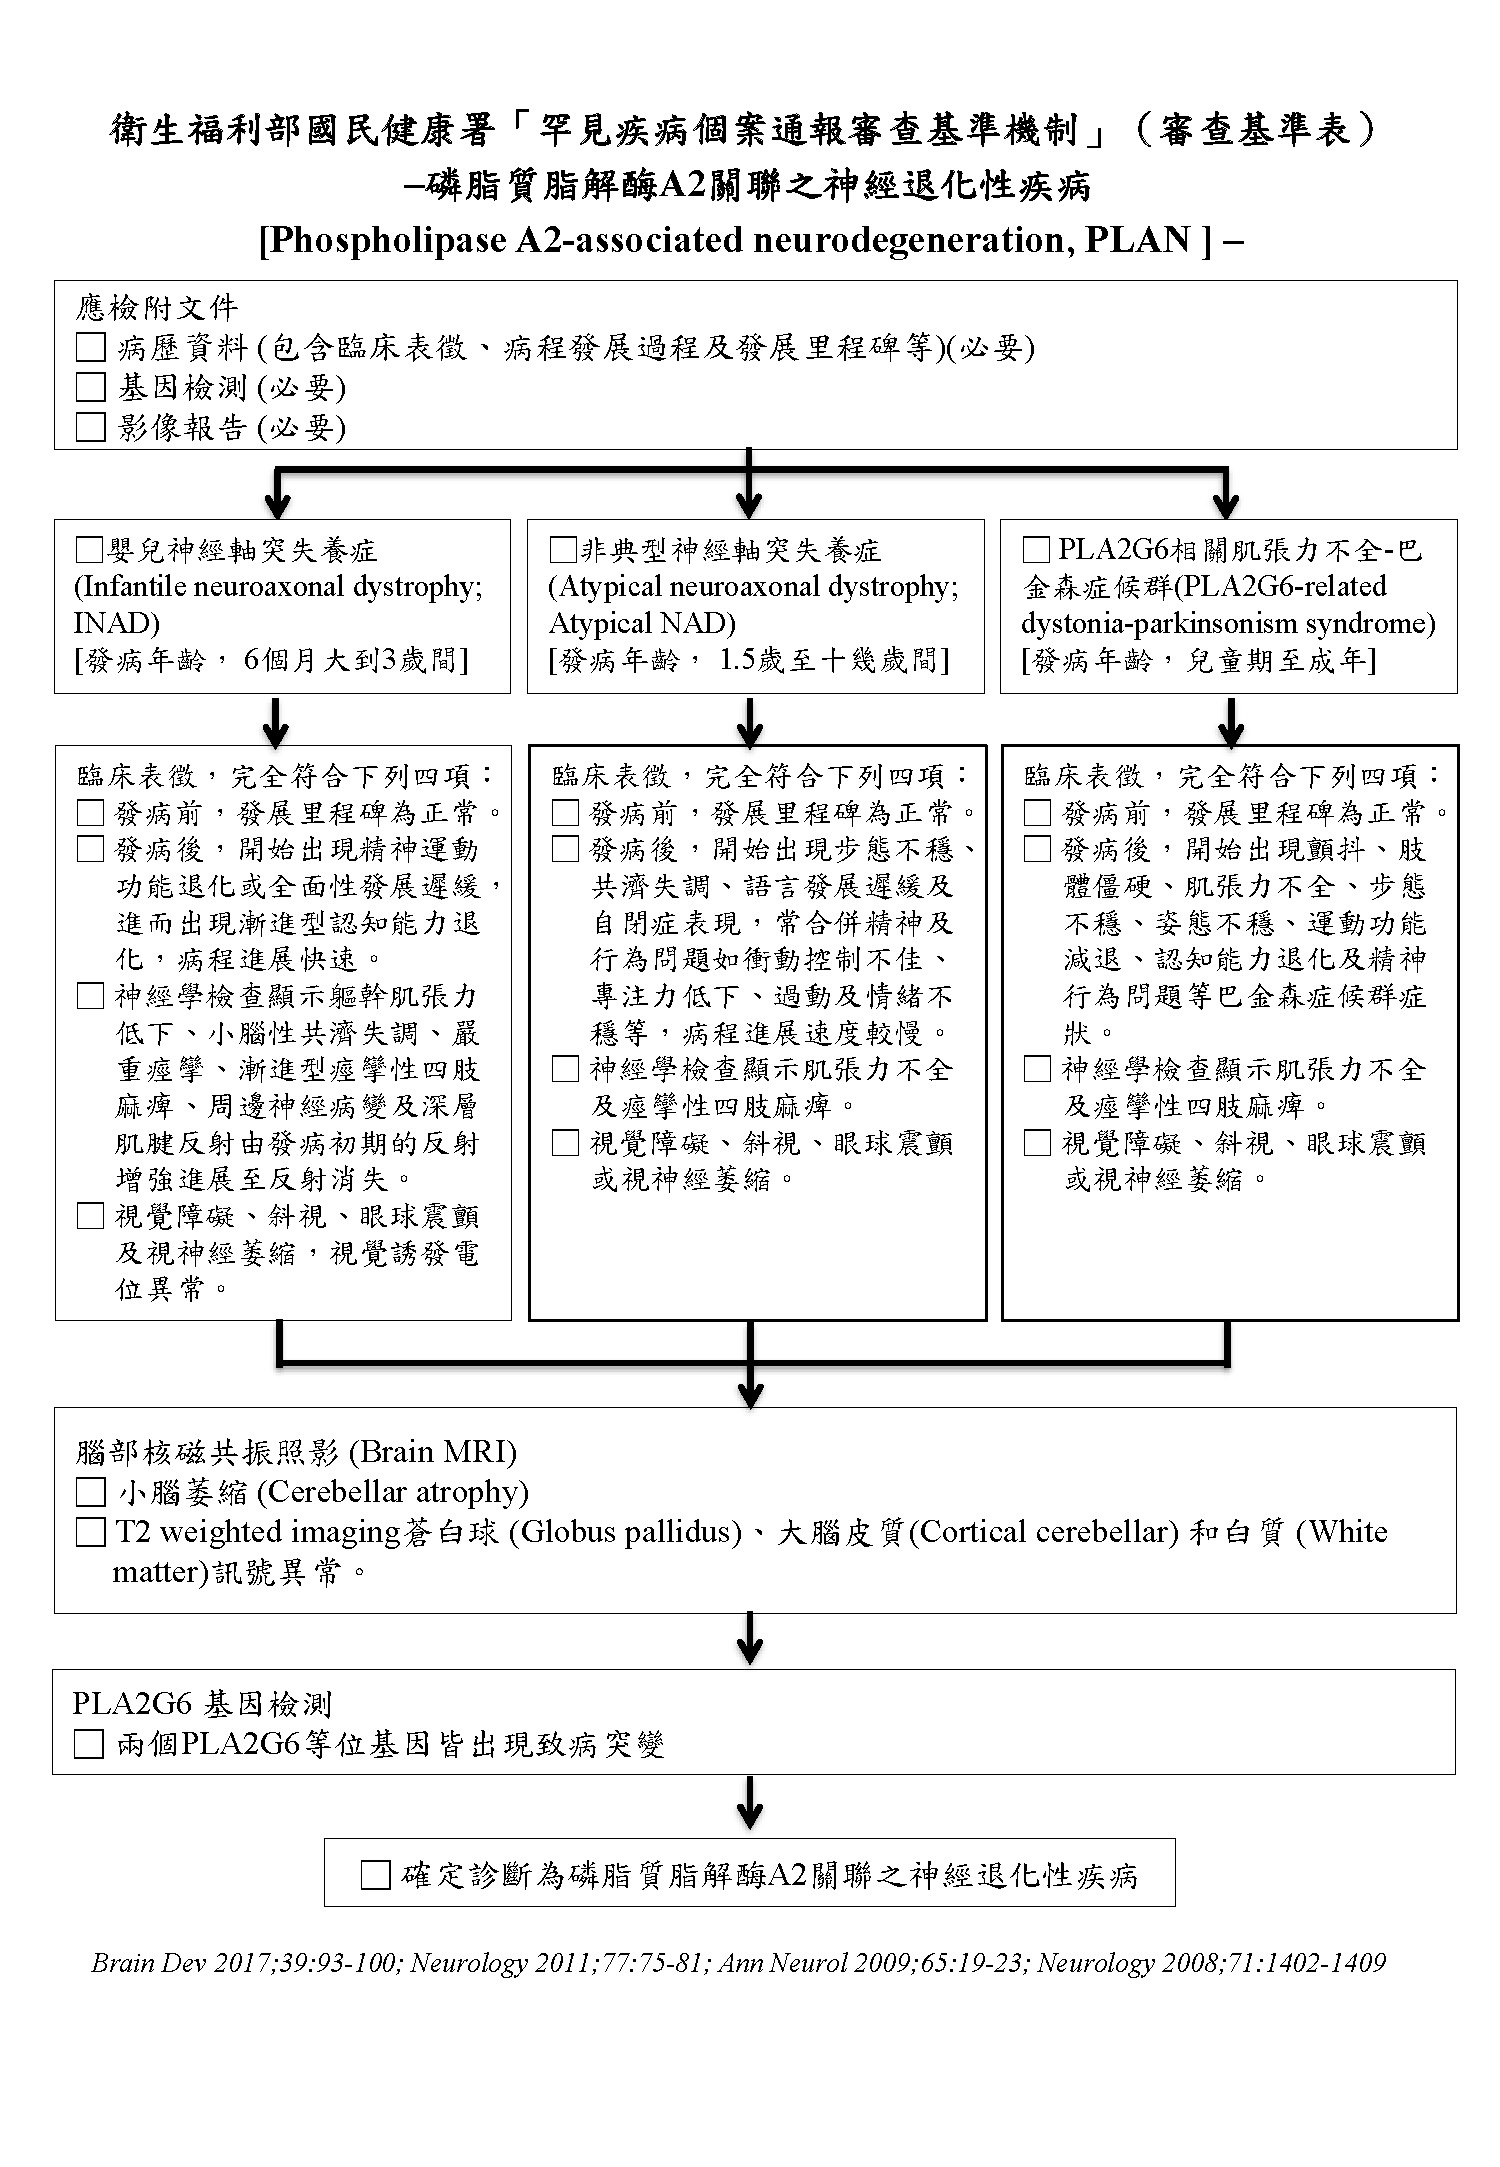 衛生福利部國民健康署「罕見疾病個案通報審查基準機制」（審查基準表）
–磷脂質脂解酶A2關聯之神經退化性疾病
[Phospholipase A2-associated neurodegeneration, PLAN ] –
應檢附文件
□ 病歷資料 (包含臨床表徵、病程發展過程及發展里程碑等)(必要)
□ 基因檢測 (必要)
□ 影像報告 (必要)
□嬰兒神經軸突失養症
(Infantile neuroaxonal dystrophy;
INAD)
[發病年齡， 6個月大到3歲間]
□非典型神經軸突失養症
(Atypical neuroaxonal dystrophy;
Atypical NAD)
[發病年齡， 1.5歲至十幾歲間]
□ PLA2G6相關肌張力不全-巴
金森症候群(PLA2G6-related
dystonia-parkinsonism syndrome)
[發病年齡，兒童期至成年]
臨床表徵，完全符合下列四項：
□ 發病前，發展里程碑為正常。
□ 發病後，開始出現精神運動
功能退化或全面性發展遲緩，
進而出現漸進型認知能力退
化，病程進展快速。
□ 神經學檢查顯示軀幹肌張力
低下、小腦性共濟失調、嚴
重痙攣、漸進型痙攣性四肢
麻痺、周邊神經病變及深層
肌腱反射由發病初期的反射
增強進展至反射消失。
□ 視覺障礙、斜視、眼球震顫
及視神經萎縮，視覺誘發電
位異常。
臨床表徵，完全符合下列四項：
□ 發病前，發展里程碑為正常。
□ 發病後，開始出現步態不穩、
共濟失調、語言發展遲緩及
自閉症表現，常合併精神及
行為問題如衝動控制不佳、
專注力低下、過動及情緒不
穩等，病程進展速度較慢。
□ 神經學檢查顯示肌張力不全
及痙攣性四肢麻痺。
□ 視覺障礙、斜視、眼球震顫
或視神經萎縮。
臨床表徵，完全符合下列四項：
□ 發病前，發展里程碑為正常。
□ 發病後，開始出現顫抖、肢
體僵硬、肌張力不全、步態
不穩、姿態不穩、運動功能
減退、認知能力退化及精神
行為問題等巴金森症候群症
狀。
□ 神經學檢查顯示肌張力不全
及痙攣性四肢麻痺。
□ 視覺障礙、斜視、眼球震顫
或視神經萎縮。
腦部核磁共振照影 (Brain MRI)
□ 小腦萎縮 (Cerebellar atrophy)
□ T2 weighted imaging蒼白球 (Globus pallidus)、大腦皮質(Cortical cerebellar) 和白質 (White
matter)訊號異常。
PLA2G6 基因檢測
□ 兩個PLA2G6等位基因皆出現致病突變
□ 確定診斷為磷脂質脂解酶A2關聯之神經退化性疾病
Brain Dev 2017;39:93-100; Neurology 2011;77:75-81; Ann Neurol 2009;65:19-23; Neurology 2008;71:1402-1409